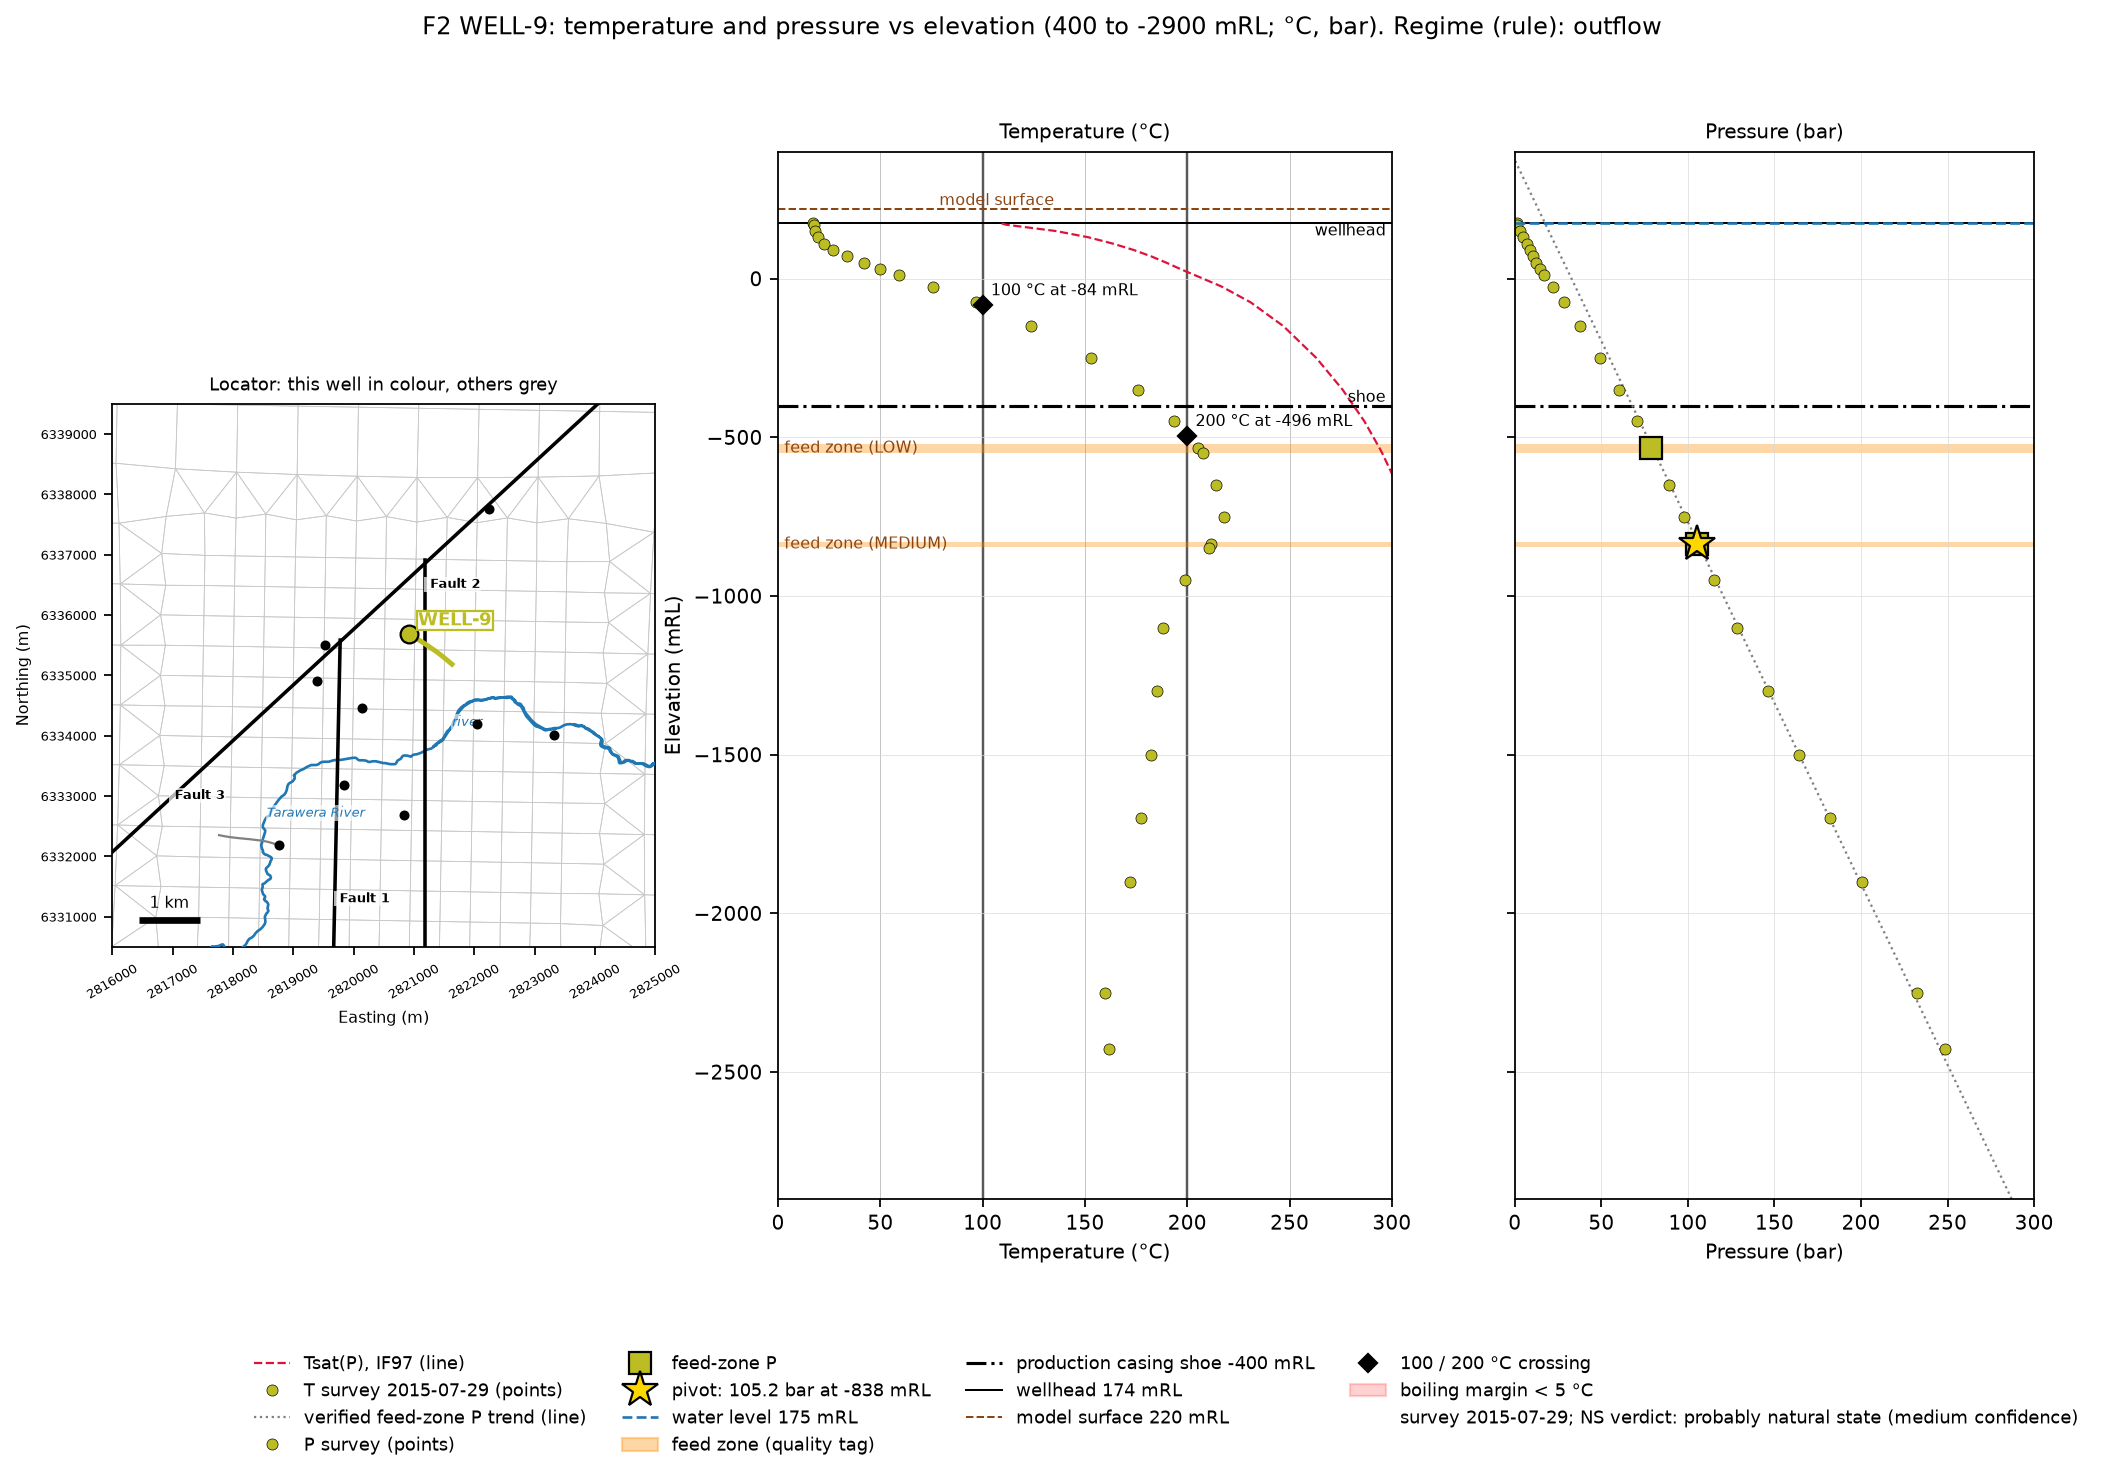 F2 WELL-9: temperature and pressure vs elevation (400 to -2900 mRL; °C, bar). Regime (rule): outflow
Locator: this well in colour, others grey
6339000
6338000
6337000
6336000
6335000
6334000
6333000
6332000
6331000
Northing (m)
Fault 2
WELL-9
river
Fault 3
Tarawera River
Fault 1
1 km
2816000
2817000
2818000
2819000
2820000
2821000
2822000
2823000
2824000
2825000
Easting (m)
Temperature (°C)
Elevation (mRL)
0
−500
−1000
−1500
−2000
−2500
model surface
wellhead
100 °C at -84 mRL
shoe
200 °C at -496 mRL
feed zone (LOW)
feed zone (MEDIUM)
0
50
100
150
200
250
300
Temperature (°C)
Pressure (bar)
0
50
100
150
200
250
300
Pressure (bar)
Tsat(P), IF97 (line)
T survey 2015-07-29 (points)
verified feed-zone P trend (line)
P survey (points)
feed-zone P
pivot: 105.2 bar at -838 mRL
water level 175 mRL
feed zone (quality tag)
production casing shoe -400 mRL
wellhead 174 mRL
model surface 220 mRL
100 / 200 °C crossing
boiling margin < 5 °C
survey 2015-07-29; NS verdict: probably natural state (medium confidence)